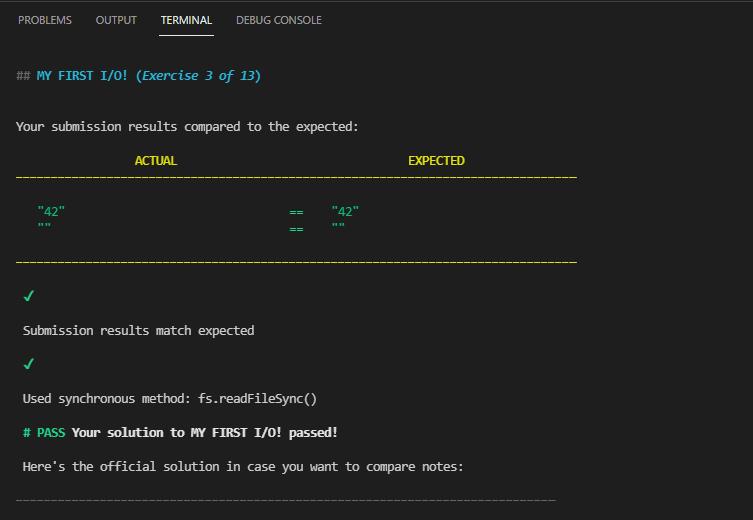 PROBLEMS OUTPUT TERMINAL DEBUG CONSOLE
## MY FIRST I/O! (Exercise 3 of 13)
Your submission results compared to the expected:
ACTUAL EXPECTED
"42" == "42"
"" == ""
✔
Submission results match expected
✔
Used synchronous method: fs.readFileSync()
# PASS Your solution to MY FIRST I/O! passed!
Here's the official solution in case you want to compare notes: